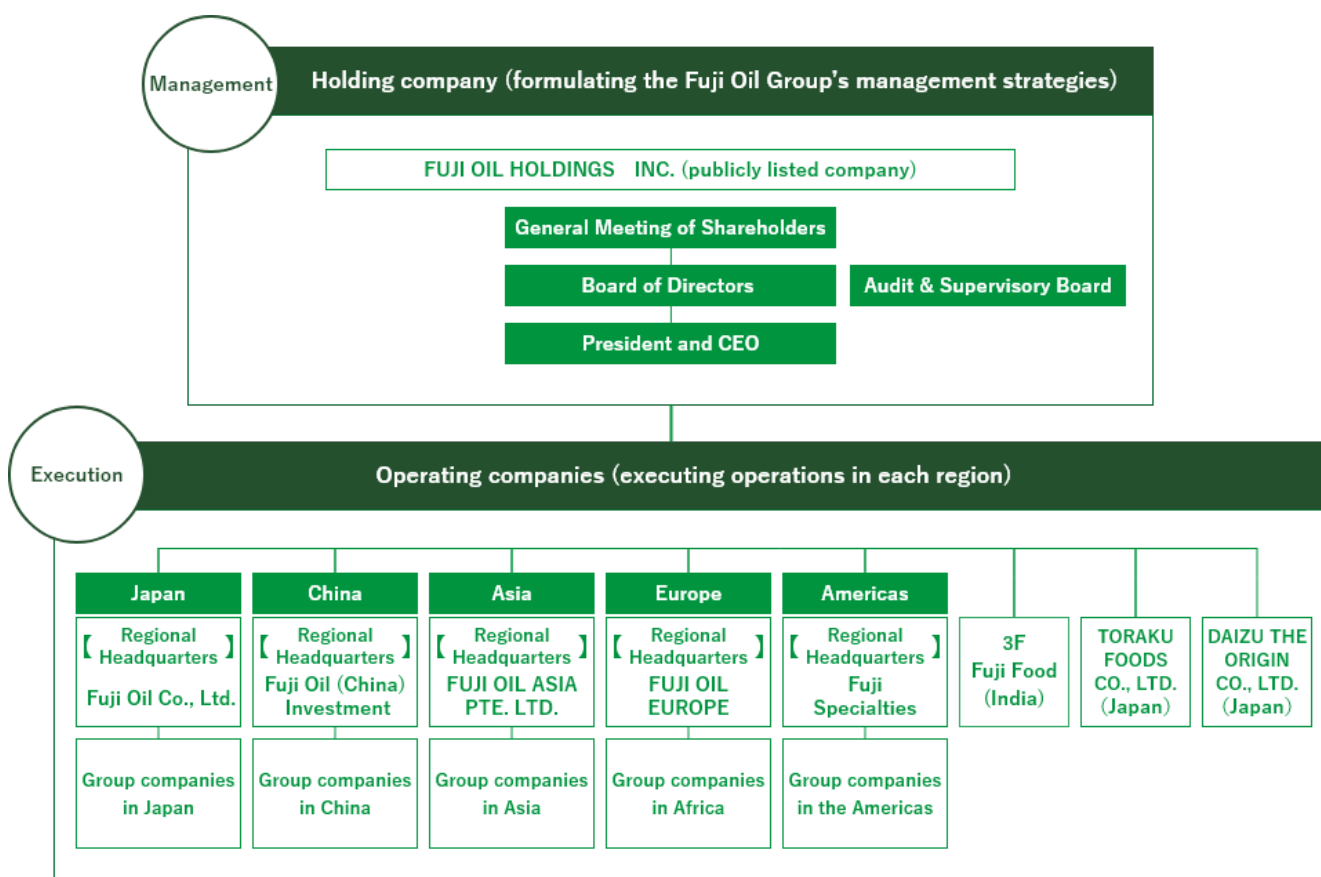 Management
Holding company (formulating the Fuji Oil Group's management strategies)
FUJI OIL HOLDINGS INC. (publicly listed company)
General Meeting of Shareholders
Board of Directors
Audit & Supervisory Board
President and CEO
Execution
Operating companies (executing operations in each region)
Japan
【 Regional
Headquarters 】
Fuji Oil Co., Ltd.
Group companies
in Japan
China
【 Regional
Headquarters 】
Fuji Oil (China)
Investment
Group companies
in China
Asia
【 Regional
Headquarters 】
FUJI OIL ASIA
PTE. LTD.
Group companies
in Asia
Europe
【 Regional
Headquarters 】
FUJI OIL
EUROPE
Group companies
in Africa
Americas
【 Regional
Headquarters 】
Fuji
Specialties
Group companies
in the Americas
3F
Fuji Food
(India)
TORAKU
FOODS
CO., LTD.
(Japan)
DAIZU THE
ORIGIN
CO., LTD.
(Japan)